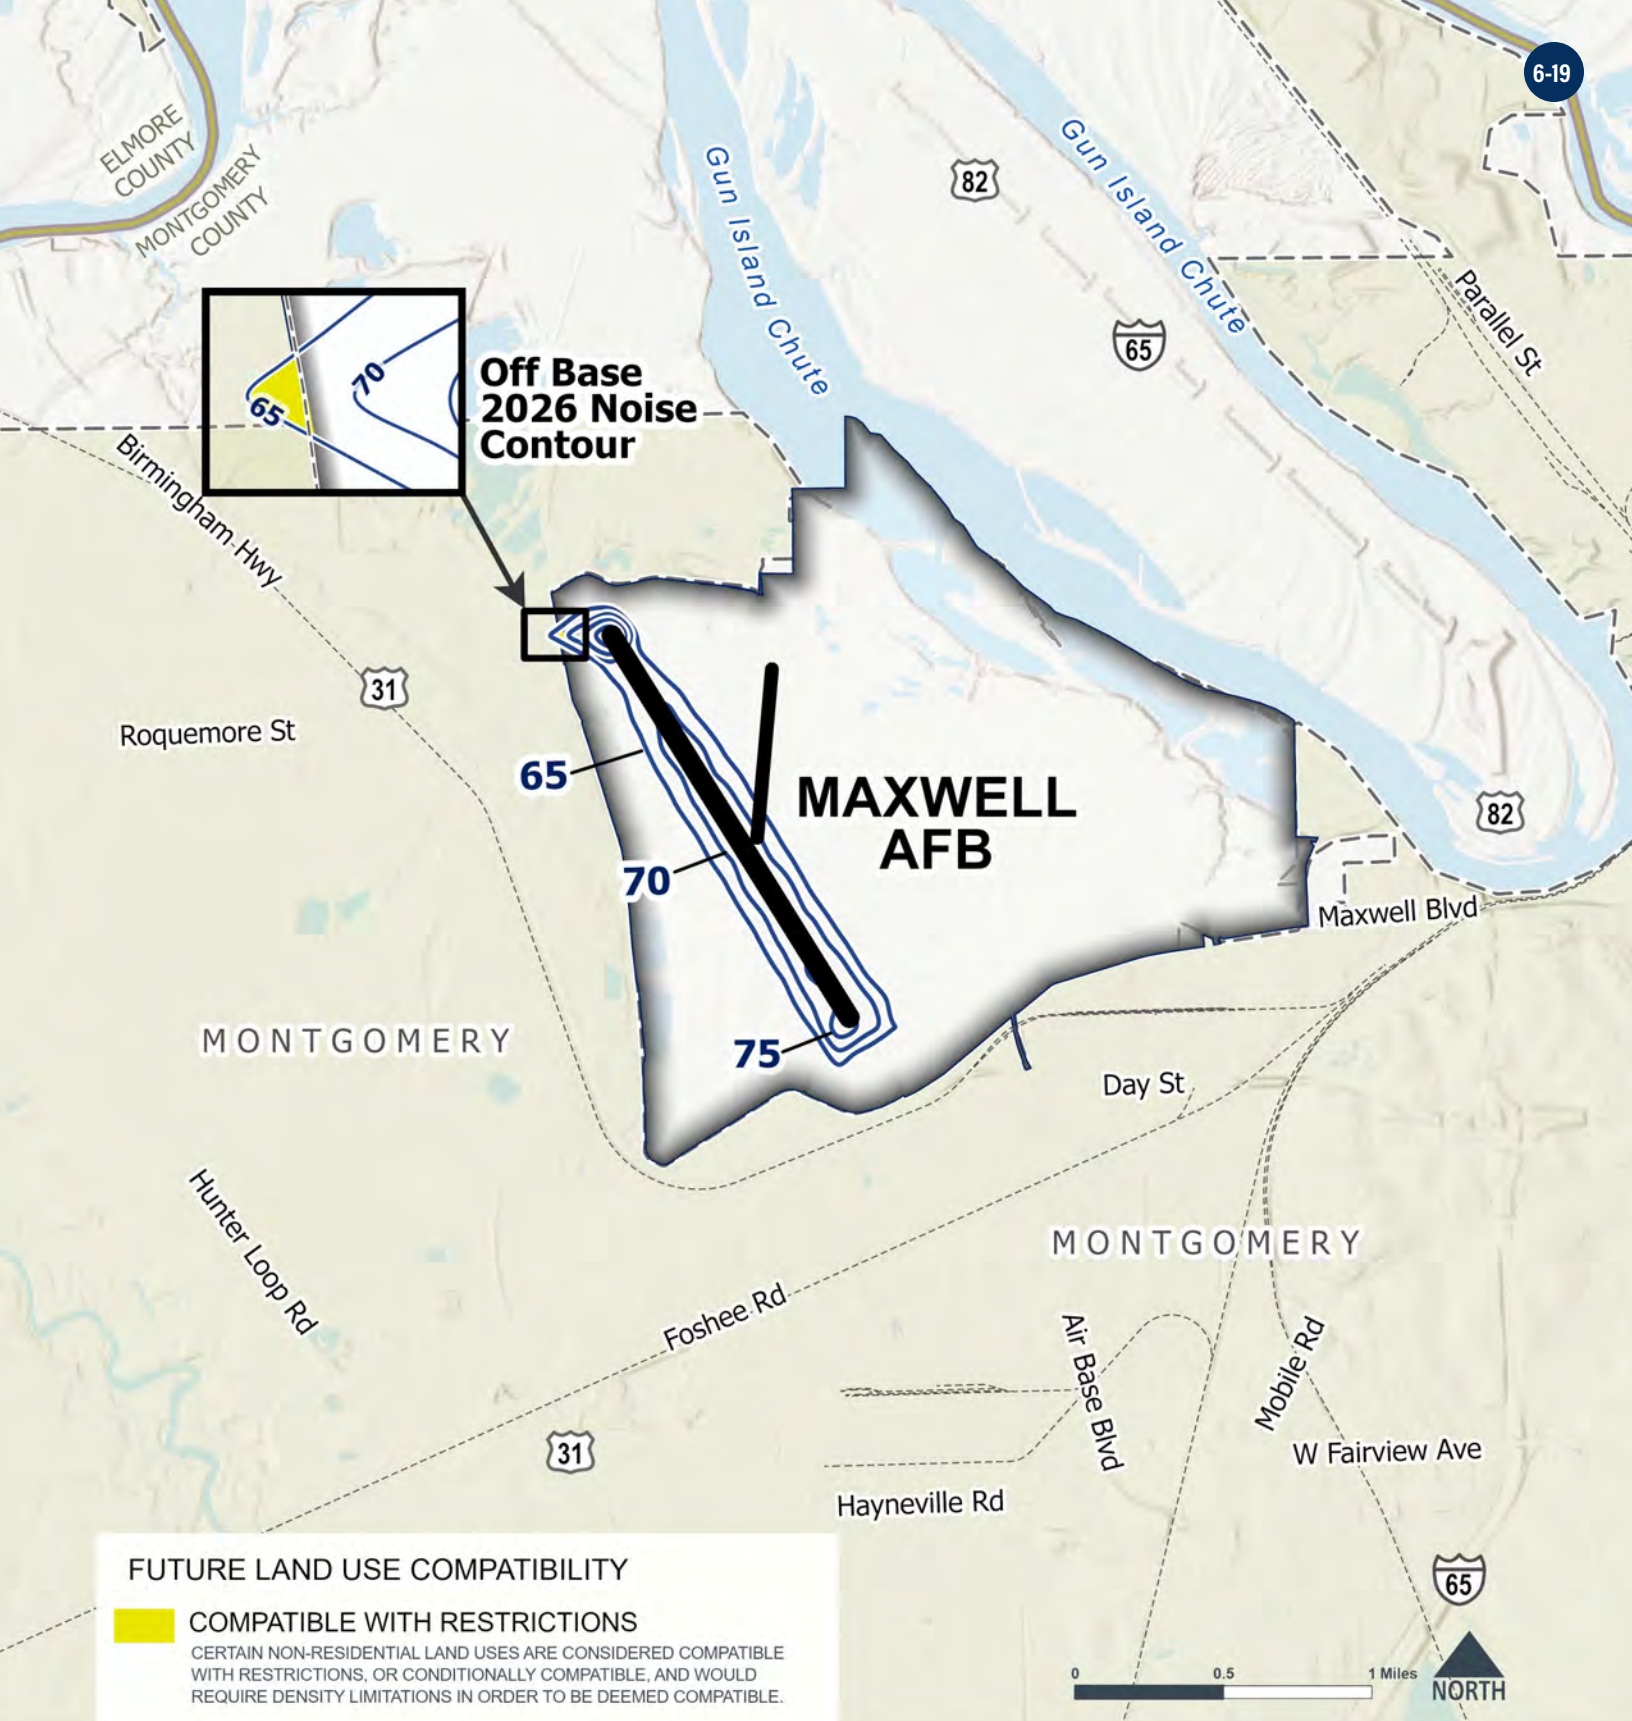 6-19
ELMORE
COUNTY
MONTGOMERY
COUNTY
Gun Island Chute
82
Gun Island Chute
65
Parallel St
70
65
Off Base
2026 Noise
Contour
Birmingham Hwy
31
Roquemore St
65
70
75
MAXWELL
AFB
82
Maxwell Blvd
MONTGOMERY
Day St
Hunter Loop Rd
MONTGOMERY
Foshee Rd
Air Base Blvd
Mobile Rd
31
W Fairview Ave
Hayneville Rd
65
FUTURE LAND USE COMPATIBILITY
COMPATIBLE WITH RESTRICTIONS
CERTAIN NON-RESIDENTIAL LAND USES ARE CONSIDERED COMPATIBLE
WITH RESTRICTIONS, OR CONDITIONALLY COMPATIBLE, AND WOULD
REQUIRE DENSITY LIMITATIONS IN ORDER TO BE DEEMED COMPATIBLE.
0 0.5 1 Miles
NORTH